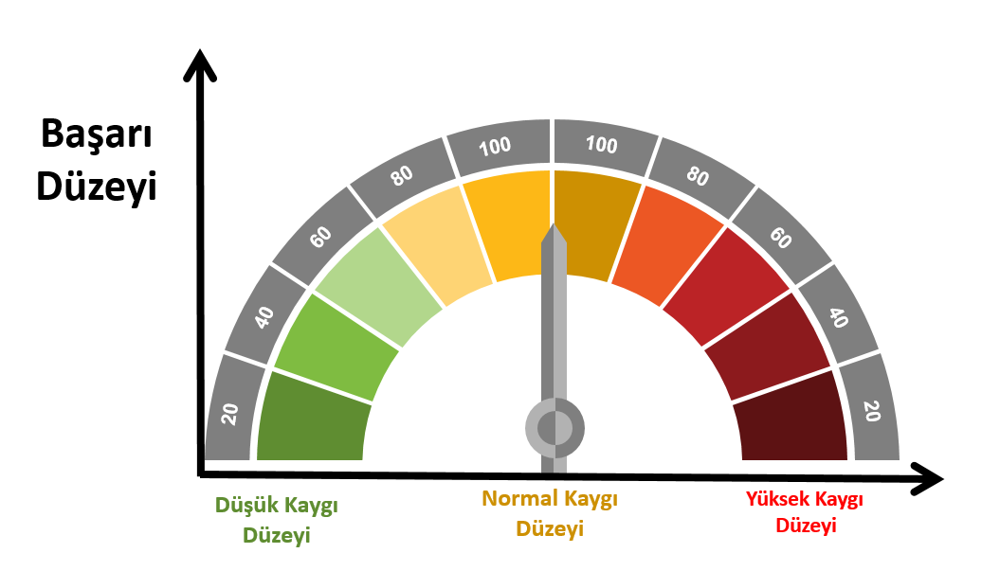 Başarı
Düzeyi
20
40
60
80
100
100
80
60
40
20
Düşük Kaygı
Düzeyi
Normal Kaygı
Düzeyi
Yüksek Kaygı
Düzeyi